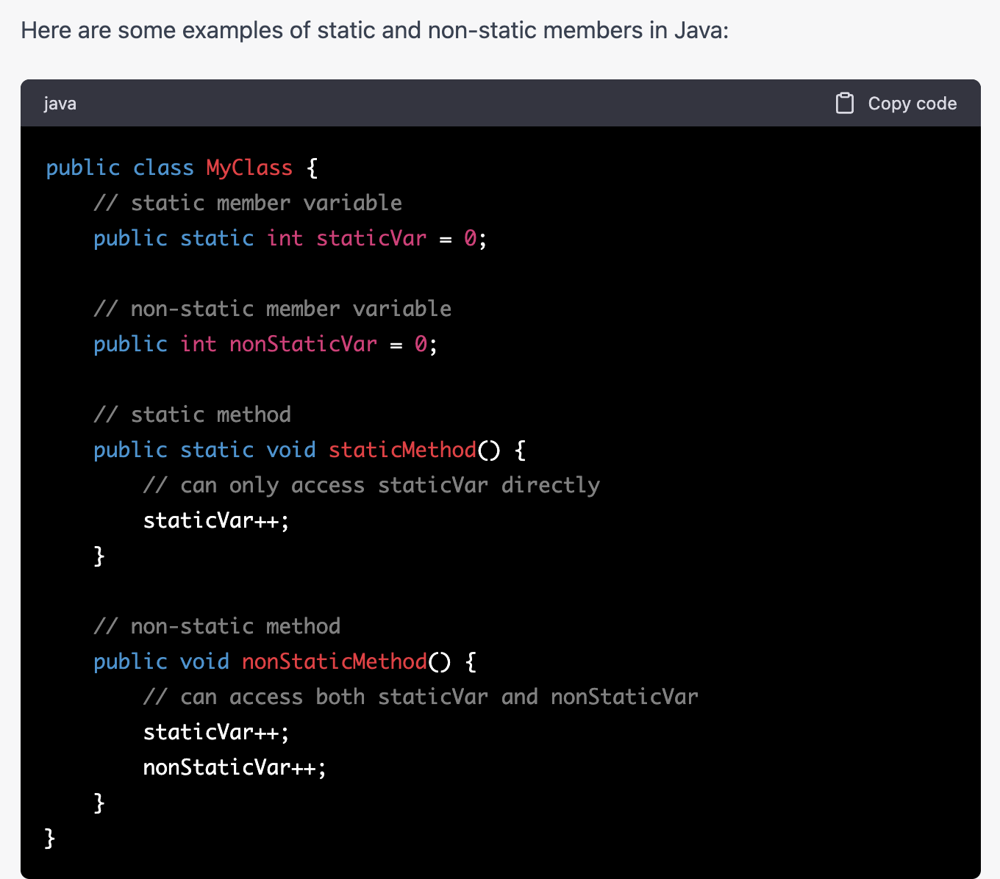 Here are some examples of static and non-static members in Java:
java
Copy code
public class MyClass {
    // static member variable
    public static int staticVar = 0;

    // non-static member variable
    public int nonStaticVar = 0;

    // static method
    public static void staticMethod() {
        // can only access staticVar directly
        staticVar++;
    }

    // non-static method
    public void nonStaticMethod() {
        // can access both staticVar and nonStaticVar
        staticVar++;
        nonStaticVar++;
    }
}